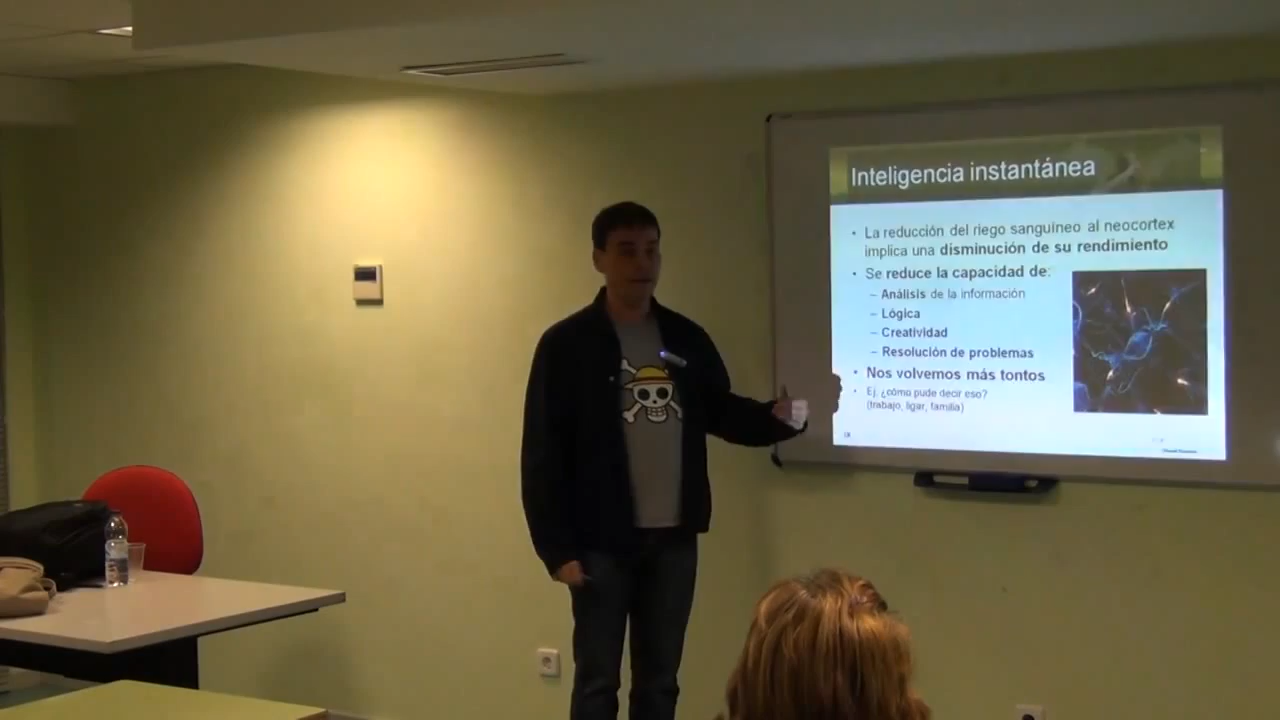 Inteligencia instantánea
• La reducción del riego sanguíneo al neocortex
implica una disminución de su rendimiento
• Se reduce la capacidad de:
– Análisis de la información
– Lógica
– Creatividad
– Resolución de problemas
• Nos volvemos más tontos
• Ej. ¿cómo pude decir eso?
(trabajo, ligar, familia)